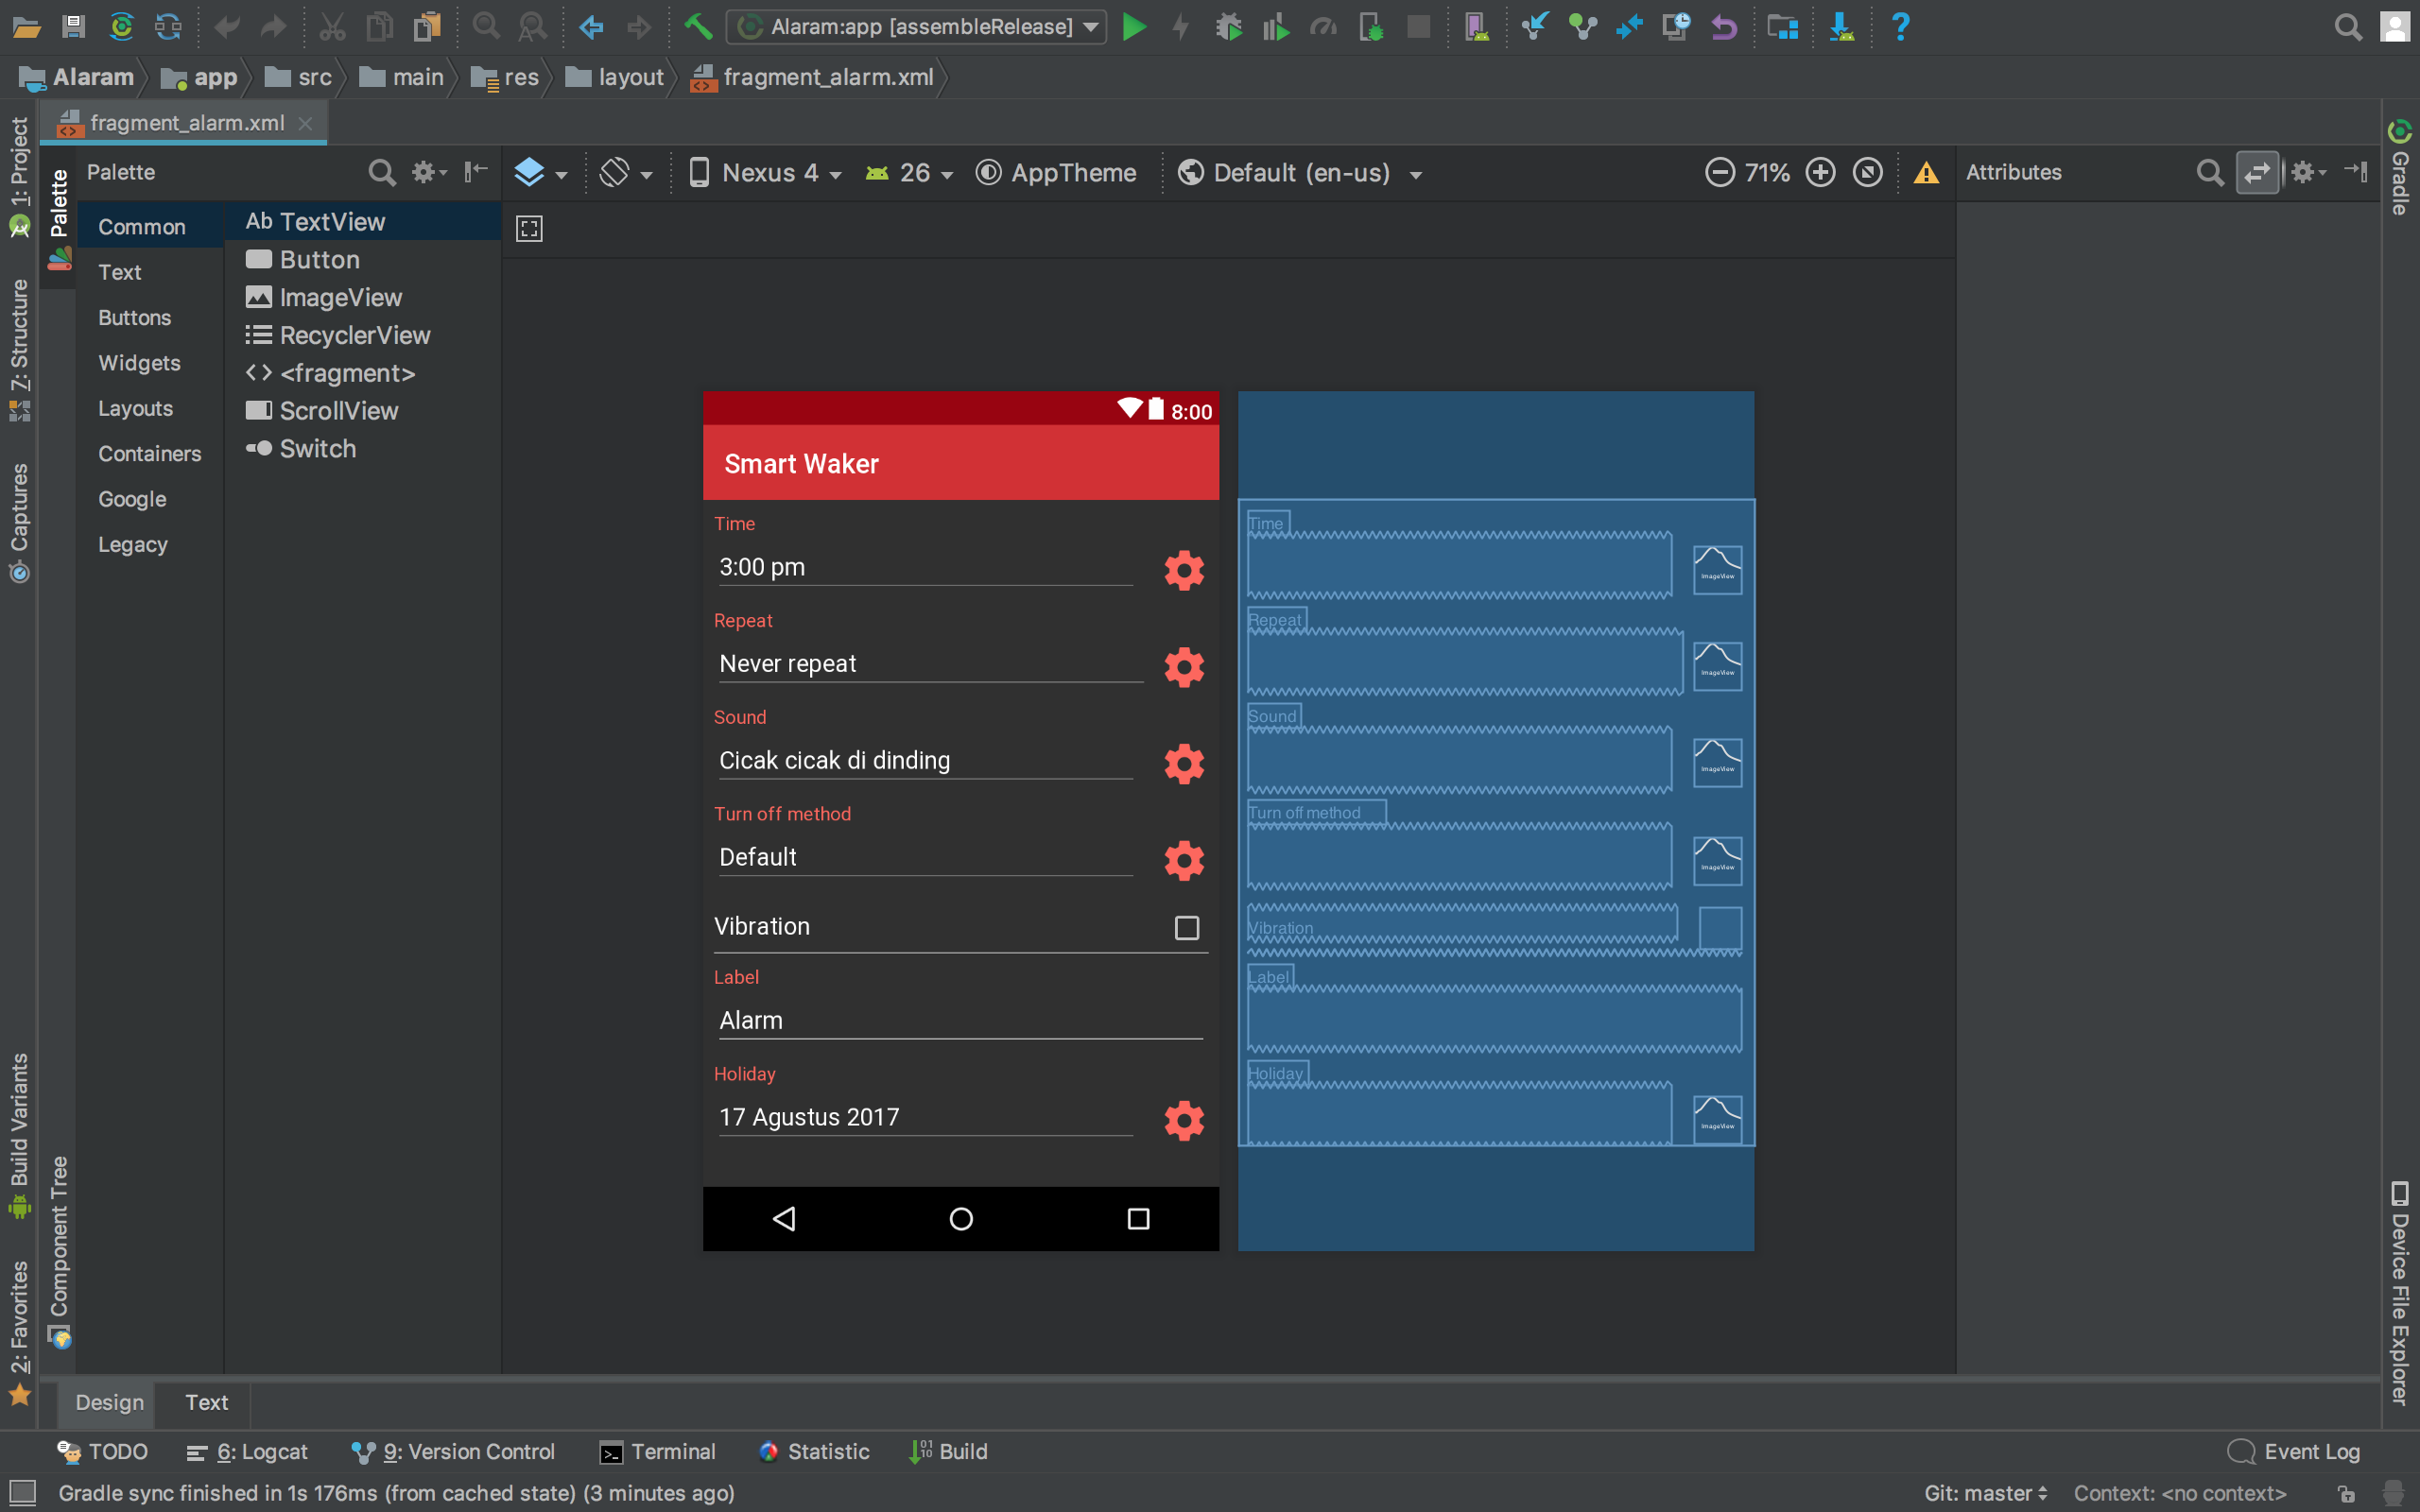 Alaram:app [assembleRelease]
Alaram app src main res layout fragment_alarm.xml
fragment_alarm.xml
1: Project
7: Structure
Captures
Build Variants
2: Favorites
Palette
Component Tree
Palette
Common
Text
Buttons
Widgets
Layouts
Containers
Google
Legacy
Ab TextView
Button
ImageView
RecyclerView
<fragment>
ScrollView
Switch
Nexus 4 26 AppTheme Default (en-us) 71%
Attributes
Gradle
Device File Explorer
8:00
Smart Waker
Time
3:00 pm
Repeat
Never repeat
Sound
Cicak cicak di dinding
Turn off method
Default
Vibration
Label
Alarm
Holiday
17 Agustus 2017
Time
ImageView
Repeat
ImageView
Sound
ImageView
Turn off method
ImageView
Vibration
Label
Holiday
ImageView
Design Text
TODO 6: Logcat 9: Version Control Terminal Statistic Build Event Log
Gradle sync finished in 1s 176ms (from cached state) (3 minutes ago) Git: master Context: <no context>